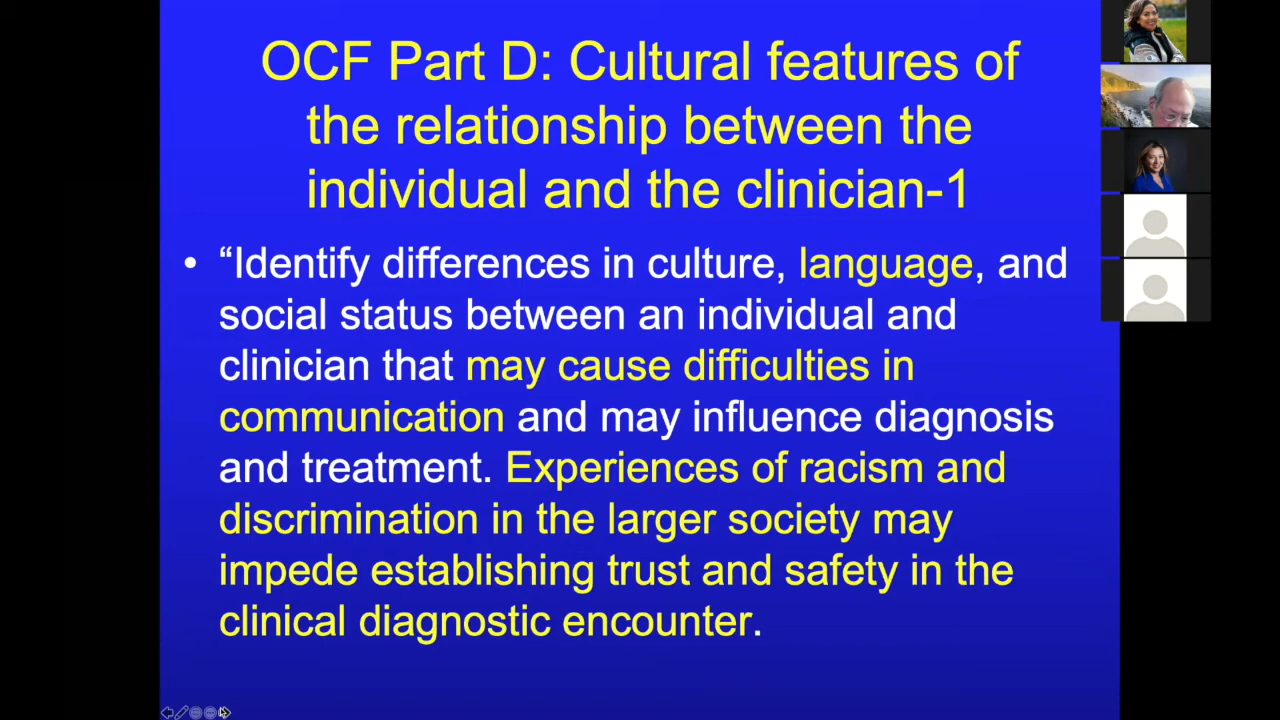 OCF Part D: Cultural features of
the relationship between the
individual and the clinician-1
• “Identify differences in culture, language, and
social status between an individual and
clinician that may cause difficulties in
communication and may influence diagnosis
and treatment. Experiences of racism and
discrimination in the larger society may
impede establishing trust and safety in the
clinical diagnostic encounter.